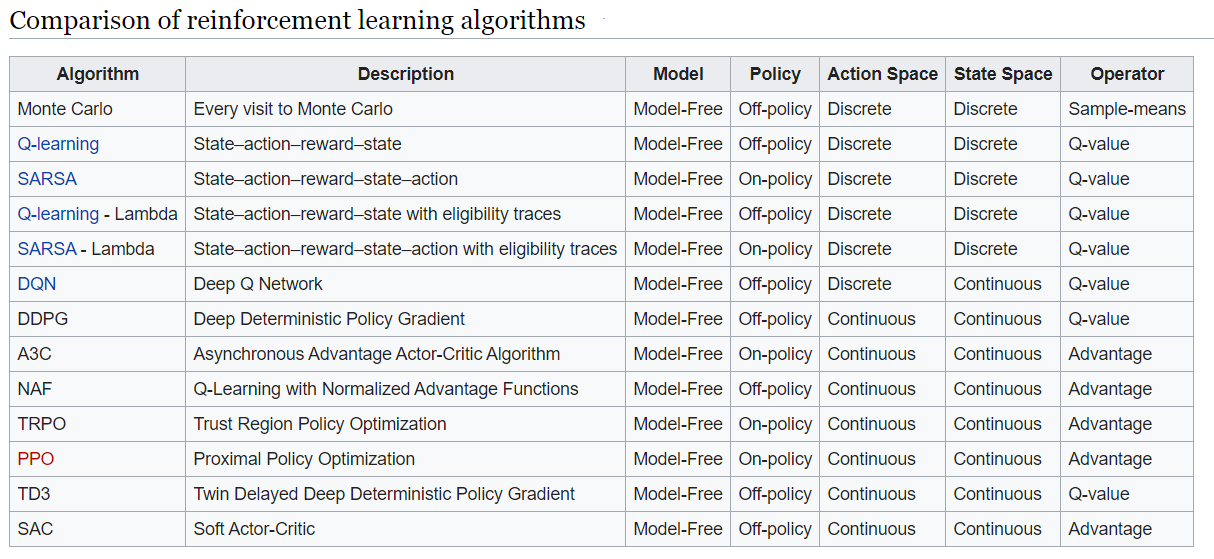 Comparison of reinforcement learning algorithms
Algorithm Description Model Policy Action Space State Space Operator
Monte Carlo Every visit to Monte Carlo Model-Free Off-policy Discrete Discrete Sample-means
Q-learning State–action–reward–state Model-Free Off-policy Discrete Discrete Q-value
SARSA State–action–reward–state–action Model-Free On-policy Discrete Discrete Q-value
Q-learning - Lambda State–action–reward–state with eligibility traces Model-Free Off-policy Discrete Discrete Q-value
SARSA - Lambda State–action–reward–state–action with eligibility traces Model-Free On-policy Discrete Discrete Q-value
DQN Deep Q Network Model-Free Off-policy Discrete Continuous Q-value
DDPG Deep Deterministic Policy Gradient Model-Free Off-policy Continuous Continuous Q-value
A3C Asynchronous Advantage Actor-Critic Algorithm Model-Free On-policy Continuous Continuous Advantage
NAF Q-Learning with Normalized Advantage Functions Model-Free Off-policy Continuous Continuous Advantage
TRPO Trust Region Policy Optimization Model-Free On-policy Continuous Continuous Advantage
PPO Proximal Policy Optimization Model-Free On-policy Continuous Continuous Advantage
TD3 Twin Delayed Deep Deterministic Policy Gradient Model-Free Off-policy Continuous Continuous Q-value
SAC Soft Actor-Critic Model-Free Off-policy Continuous Continuous Advantage